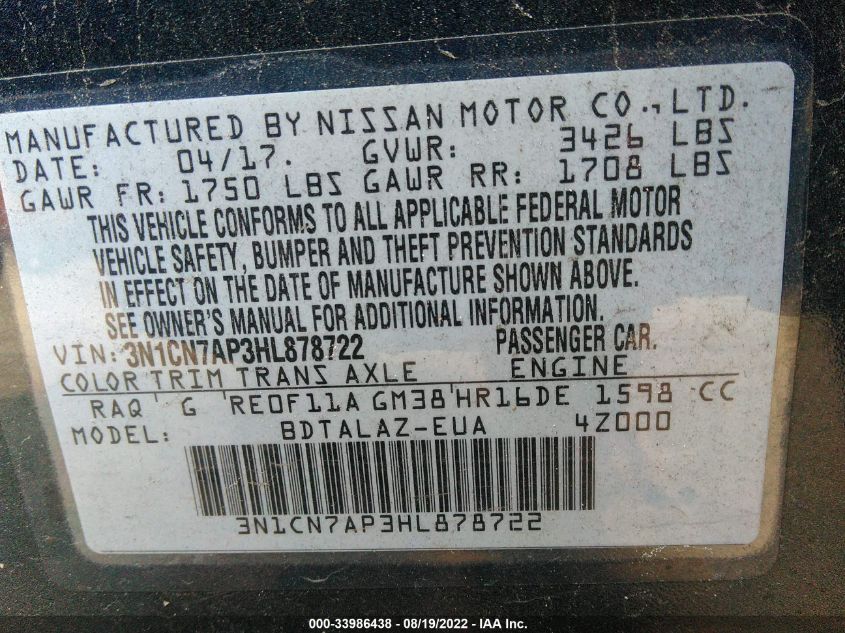 MANUFACTURED BY NISSAN MOTOR CO., LTD.
DATE: 04/17. GVWR: 3426 LBS
GAWR FR: 1750 LBS GAWR RR: 1708 LBS
THIS VEHICLE CONFORMS TO ALL APPLICABLE FEDERAL MOTOR
VEHICLE SAFETY, BUMPER AND THEFT PREVENTION STANDARDS
IN EFFECT ON THE DATE OF MANUFACTURE SHOWN ABOVE.
SEE OWNER'S MANUAL FOR ADDITIONAL INFORMATION.
VIN: 3N1CN7AP3HL878722 PASSENGER CAR.
COLOR TRIM TRANS AXLE ENGINE
RAQ G RE0F11A GM38 HR16DE 1598 CC
MODEL: BDTALAZ-EUA 4Z000
3N1CN7AP3HL878722
000-33986438 - 08/19/2022 - IAA Inc.